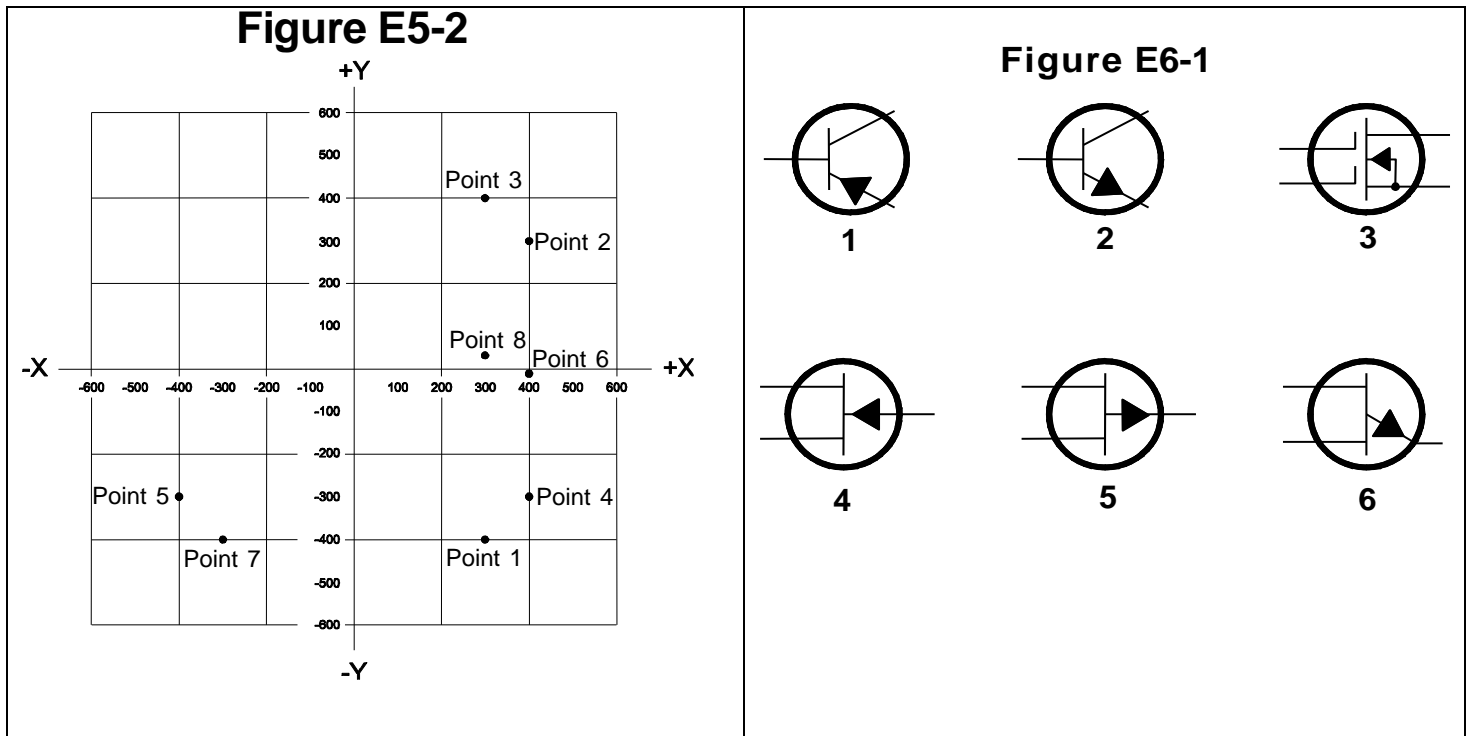 Figure E5-2
+Y
600
500
Point 3
400
300
Point 2
200
100
Point 8
Point 6
-X
+X
-600 -500 -400 -300 -200 -100 100 200 300 400 500 600
-100
-200
Point 5
-300
Point 4
-400
Point 7
Point 1
-500
-600
-Y
Figure E6-1
1 2 3
4 5 6